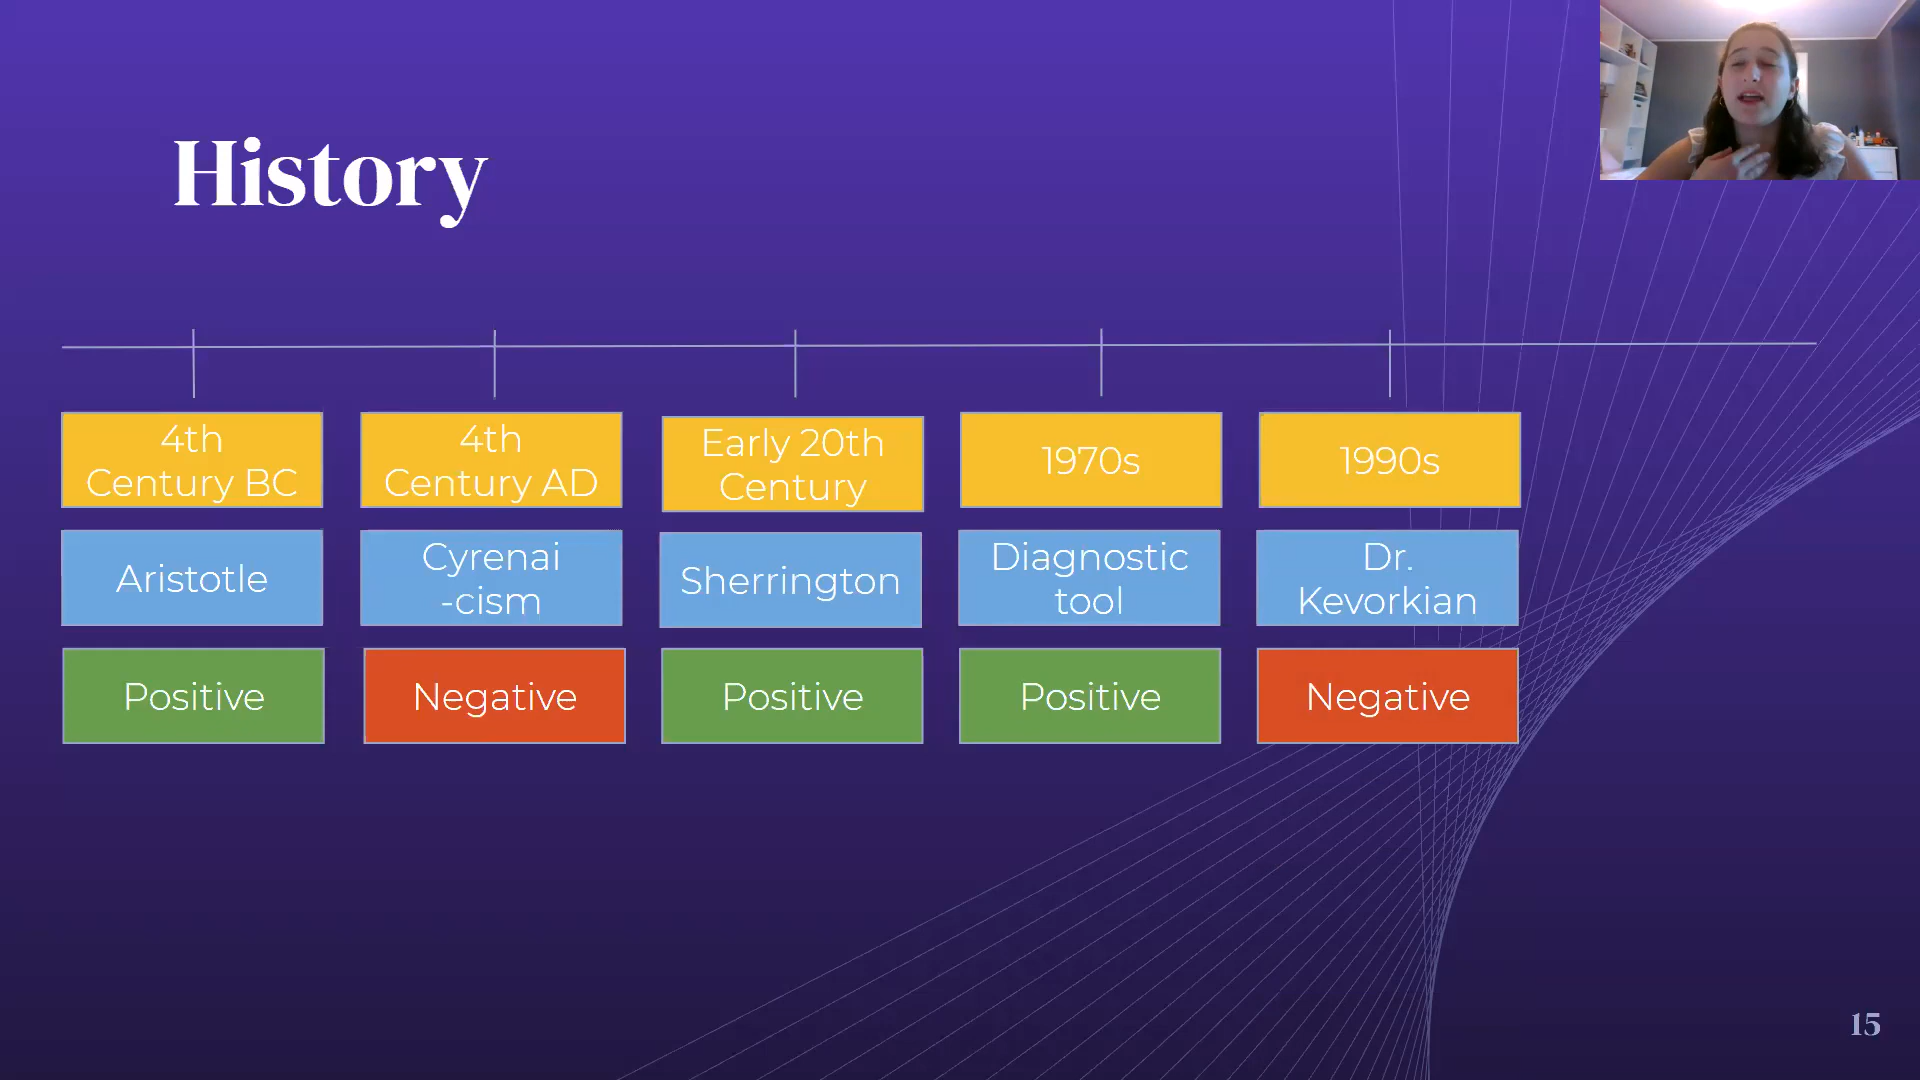 History
4th
Century BC
4th
Century AD
Early 20th
Century
1970s
1990s
Aristotle
Cyrenai
-cism
Sherrington
Diagnostic
tool
Dr.
Kevorkian
Positive
Negative
Positive
Positive
Negative
15